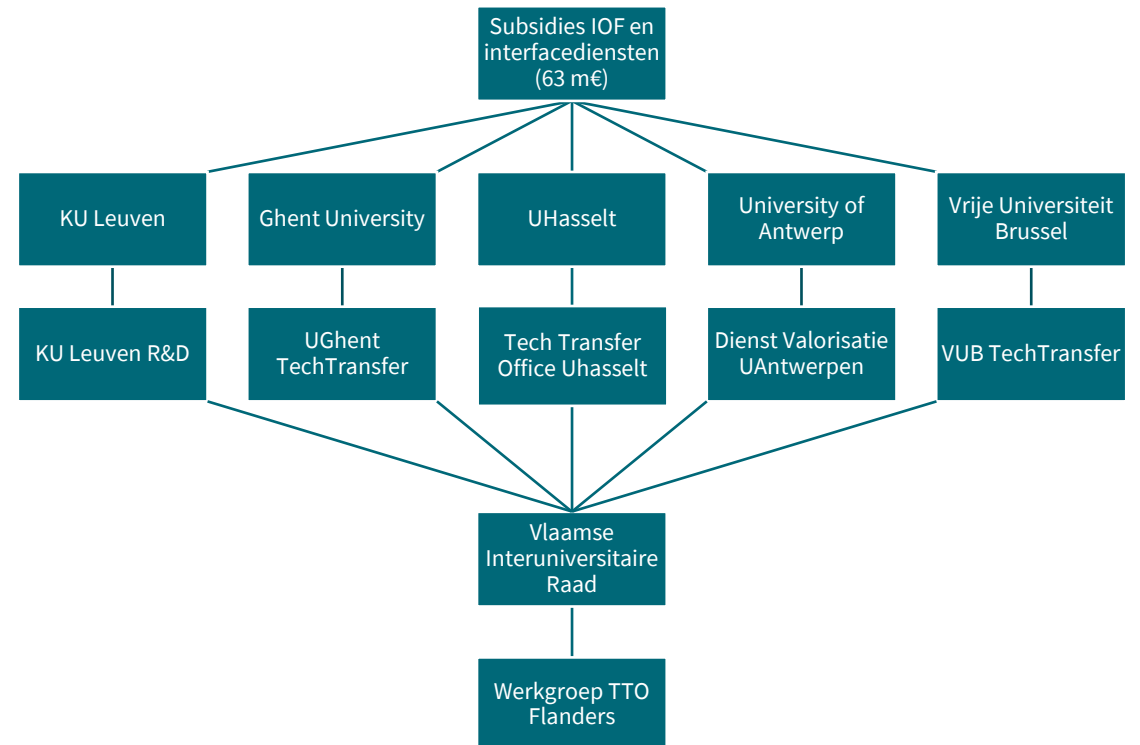 Subsidies IOF en
interfacediensten
(63 m€)
KU Leuven
Ghent University
UHasselt
University of
Antwerp
Vrije Universiteit
Brussel
KU Leuven R&D
UGhent
TechTransfer
Tech Transfer
Office Uhasselt
Dienst Valorisatie
UAntwerpen
VUB TechTransfer
Vlaamse
Interuniversitaire
Raad
Werkgroep TTO
Flanders